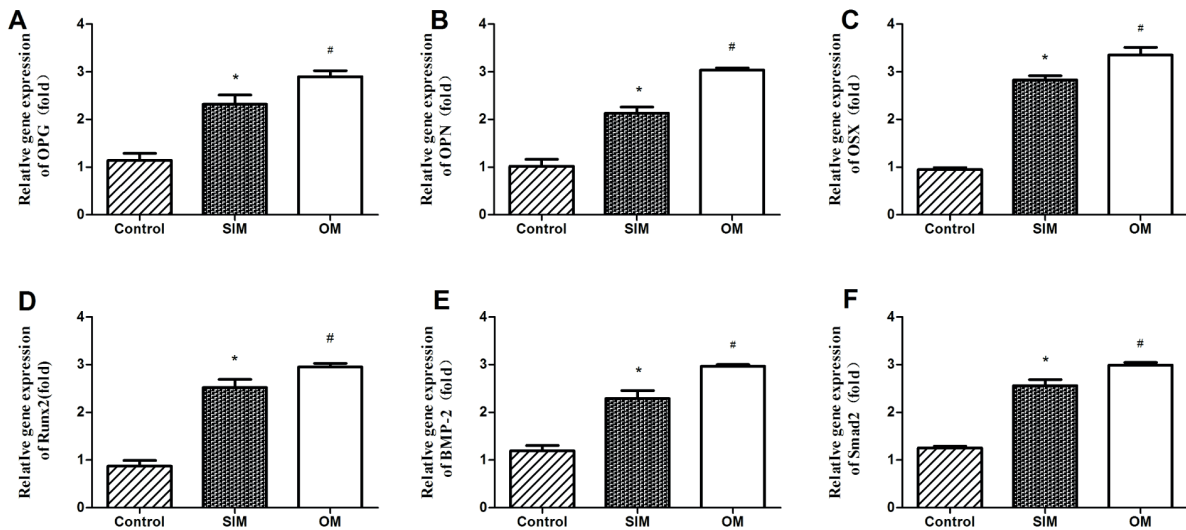 A
Relative gene expression
of OPG (fold)
4
3
2
1
0
*
#
Control SIM OM
B
Relative gene expression
of OPN (fold)
4
3
2
1
0
*
#
Control SIM OM
C
Relative gene expression
of OSX (fold)
4
3
2
1
0
*
#
Control SIM OM
D
Relative gene expression
of Runx2(fold)
4
3
2
1
0
*
#
Control SIM OM
E
Relative gene expression
of BMP-2 (fold)
4
3
2
1
0
*
#
Control SIM OM
F
Relative gene expression
of Smad2 (fold)
4
3
2
1
0
*
#
Control SIM OM